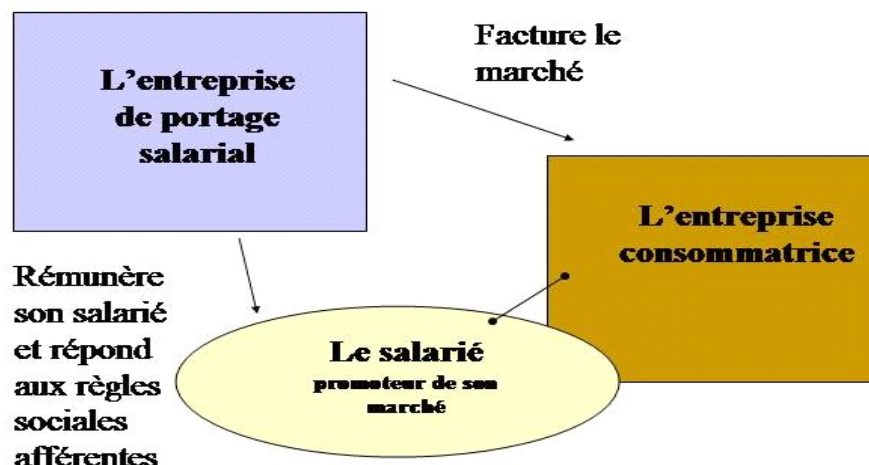 L'entreprise
de portage
salarial
Facture le
marché
L'entreprise
consommatrice
Rémunère
son salarié
et répond
aux règles
sociales
afférentes
Le salarié
promoteur de son
marché